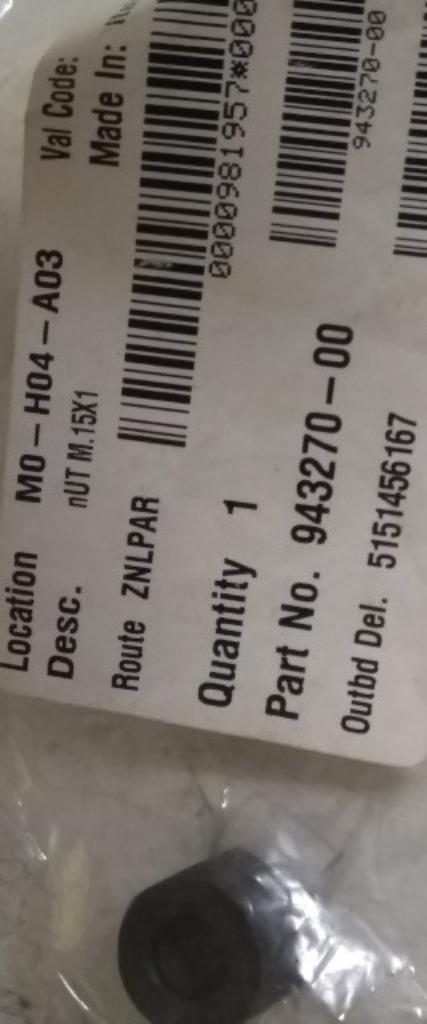 Location M0-H04-A03 Val Code:
Desc. nUT M.15X1 Made In:
Route ZNLPAR
0000981957*000
Quantity 1
Part No. 943270-00
943270-00
Outbd Del. 5151456167